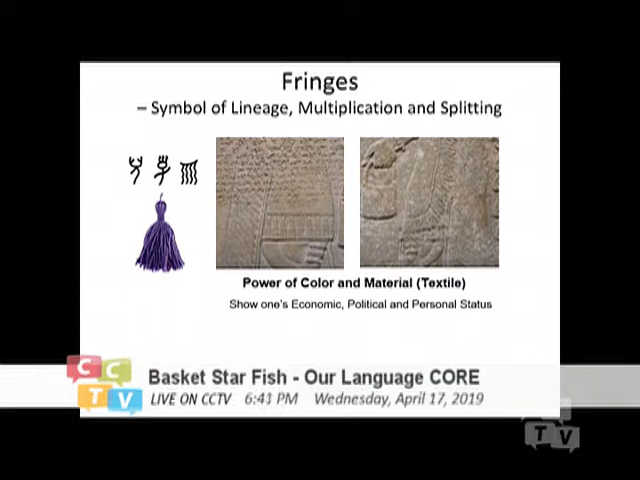 Fringes
– Symbol of Lineage, Multiplication and Splitting
Power of Color and Material (Textile)
Show one's Economic, Political and Personal Status
CCTV
Basket Star Fish - Our Language CORE
LIVE ON CCTV 6:41 PM Wednesday, April 17, 2019
TV